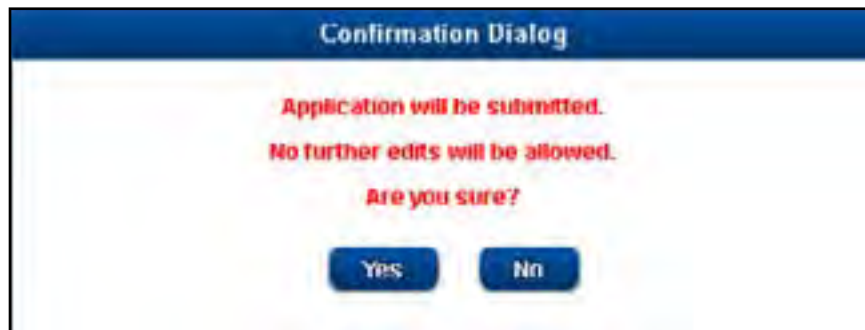 Confirmation Dialog
Application will be submitted.
No further edits will be allowed.
Are you sure?
Yes No